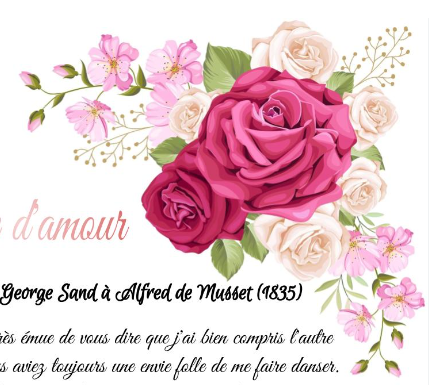 d'amour
George Sand à Alfred de Musset (1835)
émue de vous dire que j'ai bien compris l'autre
aviez toujours une envie folle de me faire danser.